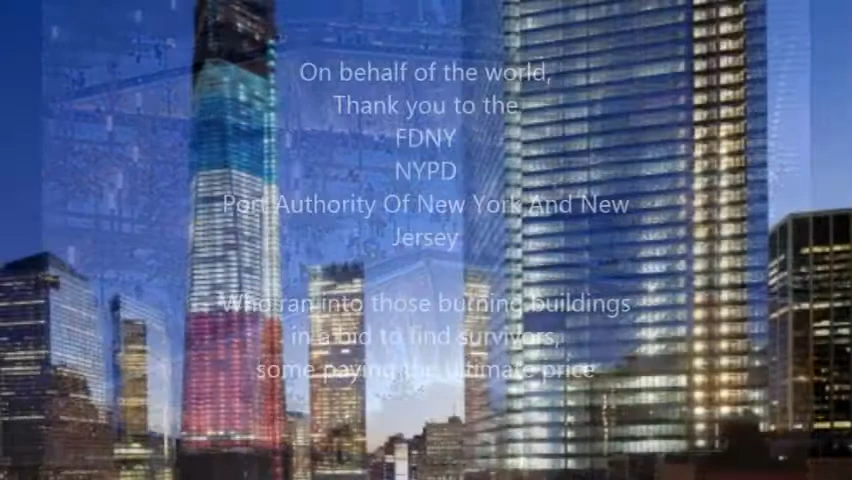 On behalf of the world,
Thank you to the
FDNY
NYPD
Port Authority Of New York And New
Jersey
Who ran into those burning buildings
in a bid to find survivors,
some paying the ultimate price